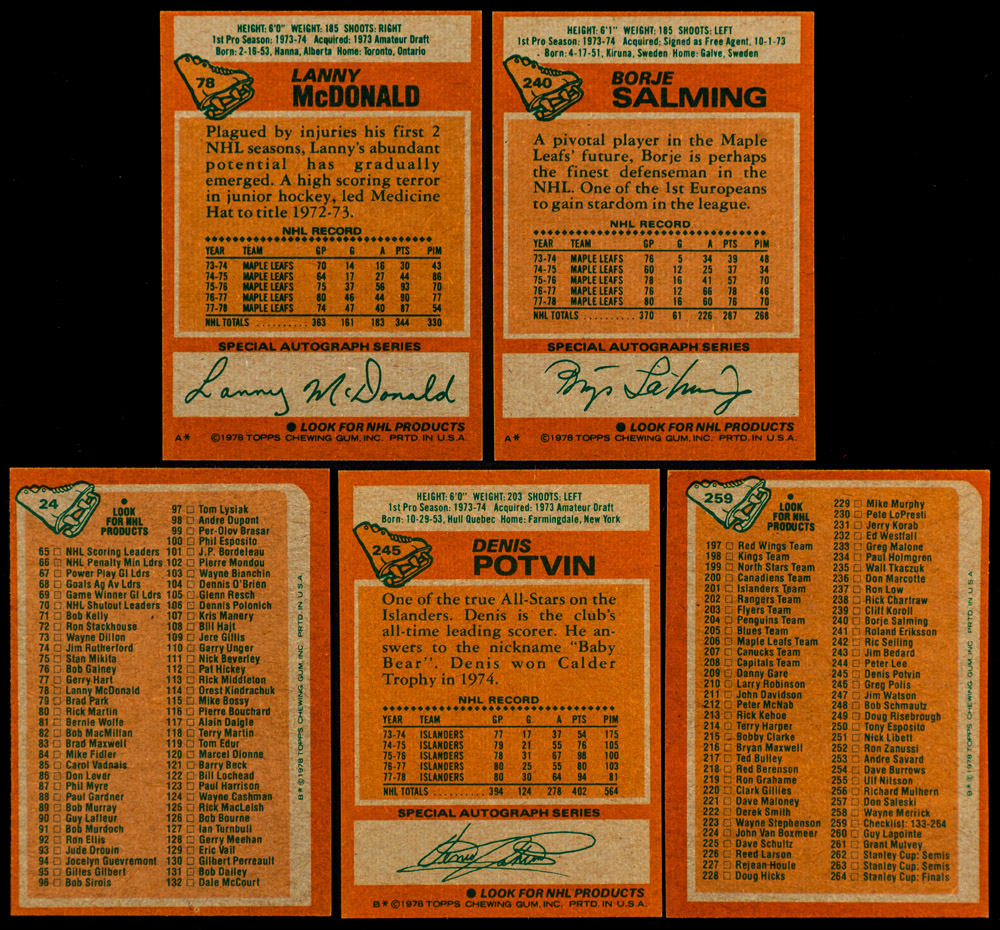 HEIGHT: 6'0" WEIGHT: 185 SHOOTS: RIGHT
1st Pro Season: 1973-74 Acquired: 1973 Amateur Draft
Born: 2-16-53, Hanna, Alberta Home: Toronto, Ontario
78
LANNY
McDONALD
Plagued by injuries his first 2
NHL seasons, Lanny's abundant
potential has gradually
emerged. A high scoring terror
in junior hockey, led Medicine
Hat to title 1972-73.
NHL RECORD
YEAR TEAM GP G A PTS PIM
73-74 MAPLE LEAFS 70 14 16 30 43
74-75 MAPLE LEAFS 64 17 27 44 86
75-76 MAPLE LEAFS 75 37 56 93 70
76-77 MAPLE LEAFS 80 46 44 90 77
77-78 MAPLE LEAFS 74 47 40 87 54
NHL TOTALS .......... 363 161 183 344 330
SPECIAL AUTOGRAPH SERIES
Lanny McDonald
● LOOK FOR NHL PRODUCTS
A* ©1978 TOPPS CHEWING GUM, INC. PRTD. IN U.S.A.
HEIGHT: 6'1" WEIGHT: 185 SHOOTS: LEFT
1st Pro Season: 1973-74 Acquired: Signed as Free Agent, 10-1-73
Born: 4-17-51, Kiruna, Sweden Home: Galve, Sweden
240
BORJE
SALMING
A pivotal player in the Maple
Leafs' future, Borje is perhaps
the finest defenseman in the
NHL. One of the 1st Europeans
to gain stardom in the league.
NHL RECORD
YEAR TEAM GP G A PTS PIM
73-74 MAPLE LEAFS 76 5 34 39 48
74-75 MAPLE LEAFS 60 12 25 37 34
75-76 MAPLE LEAFS 78 16 41 57 70
76-77 MAPLE LEAFS 76 12 66 78 46
77-78 MAPLE LEAFS 80 16 60 76 70
NHL TOTALS .......... 370 61 226 287 268
SPECIAL AUTOGRAPH SERIES
● LOOK FOR NHL PRODUCTS
A* ©1978 TOPPS CHEWING GUM, INC. PRTD. IN U.S.A.
24
●
LOOK
FOR NHL
PRODUCTS
65 □ NHL Scoring Leaders
66 □ NHL Penalty Min Ldrs
67 □ Power Play Gl Ldrs
68 □ Goals Ag Av Ldrs
69 □ Game Winner Gl Ldrs
70 □ NHL Shutout Leaders
71 □ Bob Kelly
72 □ Ron Stackhouse
73 □ Wayne Dillon
74 □ Jim Rutherford
75 □ Stan Mikita
76 □ Bob Gainey
77 □ Gerry Hart
78 □ Lanny McDonald
79 □ Brad Park
80 □ Rick Martin
81 □ Bernie Wolfe
82 □ Bob MacMillan
83 □ Brad Maxwell
84 □ Mike Fidler
85 □ Carol Vadnais
86 □ Don Lever
87 □ Phil Myre
88 □ Paul Gardner
89 □ Bob Murray
90 □ Guy Lafleur
91 □ Bob Murdoch
92 □ Ron Ellis
93 □ Jude Drouin
94 □ Jocelyn Guevremont
95 □ Gilles Gilbert
96 □ Bob Sirois
97 □ Tom Lysiak
98 □ Andre Dupont
99 □ Per-Olov Brasar
100 □ Phil Esposito
101 □ J.P. Bordeleau
102 □ Pierre Mondou
103 □ Wayne Bianchin
104 □ Dennis O'Brien
105 □ Glenn Resch
106 □ Dennis Polonich
107 □ Kris Manery
108 □ Bill Hajt
109 □ Jere Gillis
110 □ Garry Unger
111 □ Nick Beverley
112 □ Pat Hickey
113 □ Rick Middleton
114 □ Orest Kindrachuk
115 □ Mike Bossy
116 □ Pierre Bouchard
117 □ Alain Daigle
118 □ Terry Martin
119 □ Tom Edur
120 □ Marcel Dionne
121 □ Barry Beck
122 □ Bill Lochead
123 □ Paul Harrison
124 □ Wayne Cashman
125 □ Rick MacLeish
126 □ Bob Bourne
127 □ Ian Turnbull
128 □ Gerry Meehan
129 □ Eric Vail
130 □ Gilbert Perreault
131 □ Bob Dailey
132 □ Dale McCourt
B* ©1978 TOPPS CHEWING GUM, INC. PRTD. IN U.S.A.
HEIGHT: 6'0" WEIGHT: 203 SHOOTS: LEFT
1st Pro Season: 1973-74 Acquired: 1973 Amateur Draft
Born: 10-29-53, Hull Quebec Home: Farmingdale, New York
245
DENIS
POTVIN
One of the true All-Stars on the
Islanders. Denis is the club's
all-time leading scorer. He an-
swers to the nickname "Baby
Bear". Denis won Calder
Trophy in 1974.
NHL RECORD
YEAR TEAM GP G A PTS PIM
73-74 ISLANDERS 77 17 37 54 175
74-75 ISLANDERS 79 21 55 76 105
75-76 ISLANDERS 78 31 67 98 100
76-77 ISLANDERS 80 25 55 80 103
77-78 ISLANDERS 80 30 64 94 81
NHL TOTALS .......... 394 124 278 402 564
SPECIAL AUTOGRAPH SERIES
● LOOK FOR NHL PRODUCTS
B* ©1978 TOPPS CHEWING GUM, INC. PRTD. IN U.S.A.
259
●
LOOK
FOR NHL
PRODUCTS
197 □ Red Wings Team
198 □ Kings Team
199 □ North Stars Team
200 □ Canadiens Team
201 □ Islanders Team
202 □ Rangers Team
203 □ Flyers Team
204 □ Penguins Team
205 □ Blues Team
206 □ Maple Leafs Team
207 □ Canucks Team
208 □ Capitals Team
209 □ Danny Gare
210 □ Larry Robinson
211 □ John Davidson
212 □ Peter McNab
213 □ Rick Kehoe
214 □ Terry Harper
215 □ Bobby Clarke
216 □ Bryan Maxwell
217 □ Ted Bulley
218 □ Red Berenson
219 □ Ron Grahame
220 □ Clark Gillies
221 □ Dave Maloney
222 □ Derek Smith
223 □ Wayne Stephenson
224 □ John Van Boxmeer
225 □ Dave Schultz
226 □ Reed Larson
227 □ Rejean Houle
228 □ Doug Hicks
229 □ Mike Murphy
230 □ Pete LoPresti
231 □ Jerry Korab
232 □ Ed Westfall
233 □ Greg Malone
234 □ Paul Holmgren
235 □ Walt Tkaczuk
236 □ Don Marcotte
237 □ Ron Low
238 □ Rick Chartraw
239 □ Cliff Koroll
240 □ Borje Salming
241 □ Roland Eriksson
242 □ Ric Seiling
243 □ Jim Bedard
244 □ Peter Lee
245 □ Denis Potvin
246 □ Greg Polis
247 □ Jim Watson
248 □ Bob Schmautz
249 □ Doug Risebrough
250 □ Tony Esposito
251 □ Nick Libett
252 □ Ron Zanussi
253 □ Andre Savard
254 □ Dave Burrows
255 □ Ulf Nilsson
256 □ Richard Mulhern
257 □ Don Saleski
258 □ Wayne Merrick
259 □ Checklist: 133-264
260 □ Guy Lapointe
261 □ Grant Mulvey
262 □ Stanley Cup: Semis
263 □ Stanley Cup: Semis
264 □ Stanley Cup: Finals
B* ©1978 TOPPS CHEWING GUM, INC. PRTD. IN U.S.A.